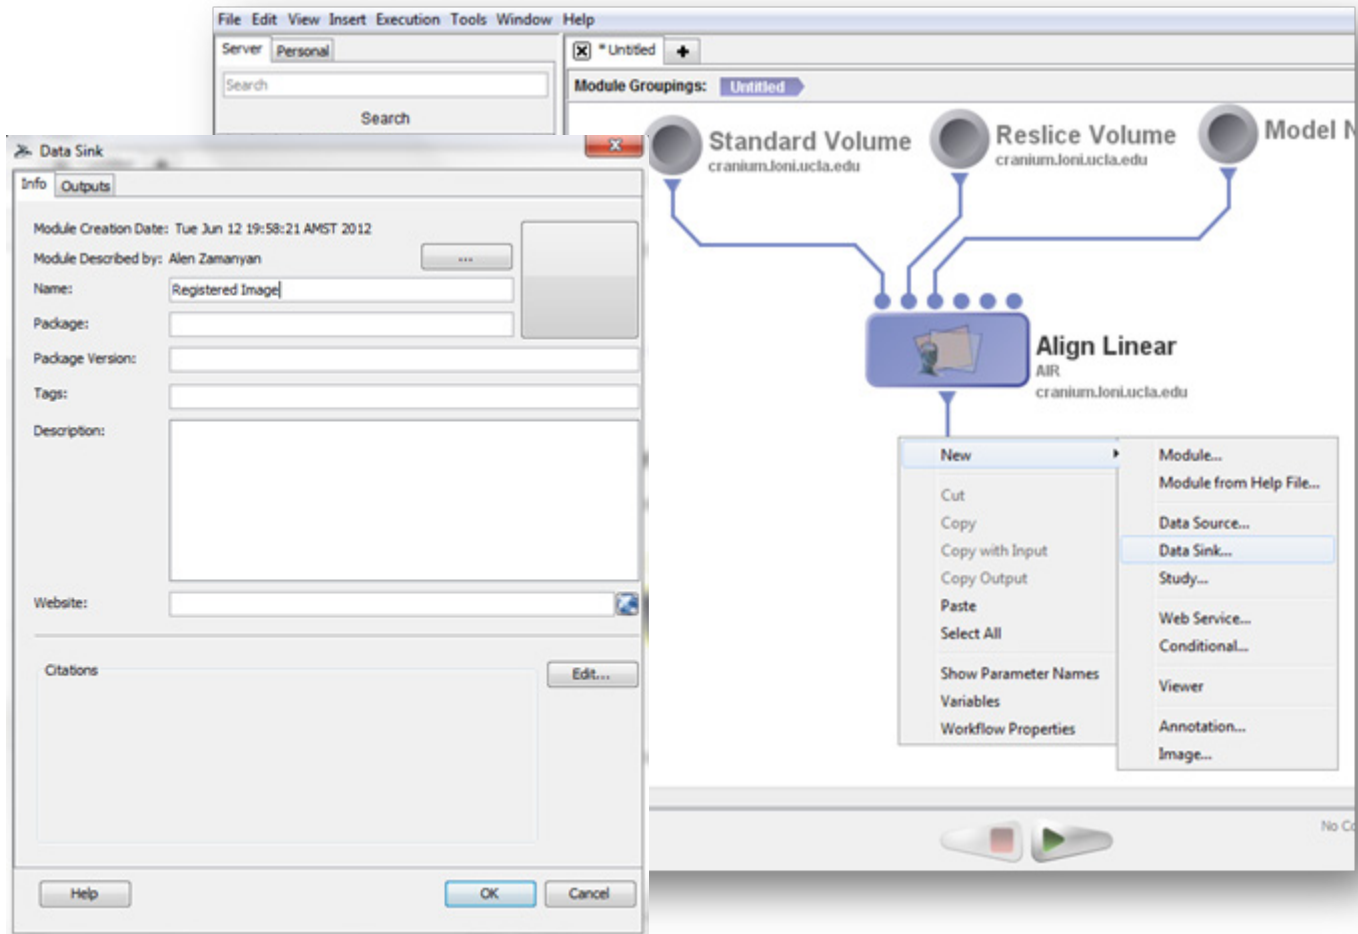 File Edit View Insert Execution Tools Window Help
Server Personal
Search
Search
* Untitled
Module Groupings: Untitled
Standard Volume
cranium.loni.ucla.edu
Reslice Volume
cranium.loni.ucla.edu
Model
Align Linear
AIR
cranium.loni.ucla.edu
New
Cut
Copy
Copy with Input
Copy Output
Paste
Select All
Show Parameter Names
Variables
Workflow Properties
Module...
Module from Help File...
Data Source...
Data Sink...
Study...
Web Service...
Conditional...
Viewer
Annotation...
Image...
No
Data Sink
Info Outputs
Module Creation Date: Tue Jun 12 19:58:21 AMST 2012
Module Described by: Alen Zamanyan ...
Name: Registered Image
Package:
Package Version:
Tags:
Description:
Website:
Citations
Edit...
Help OK Cancel